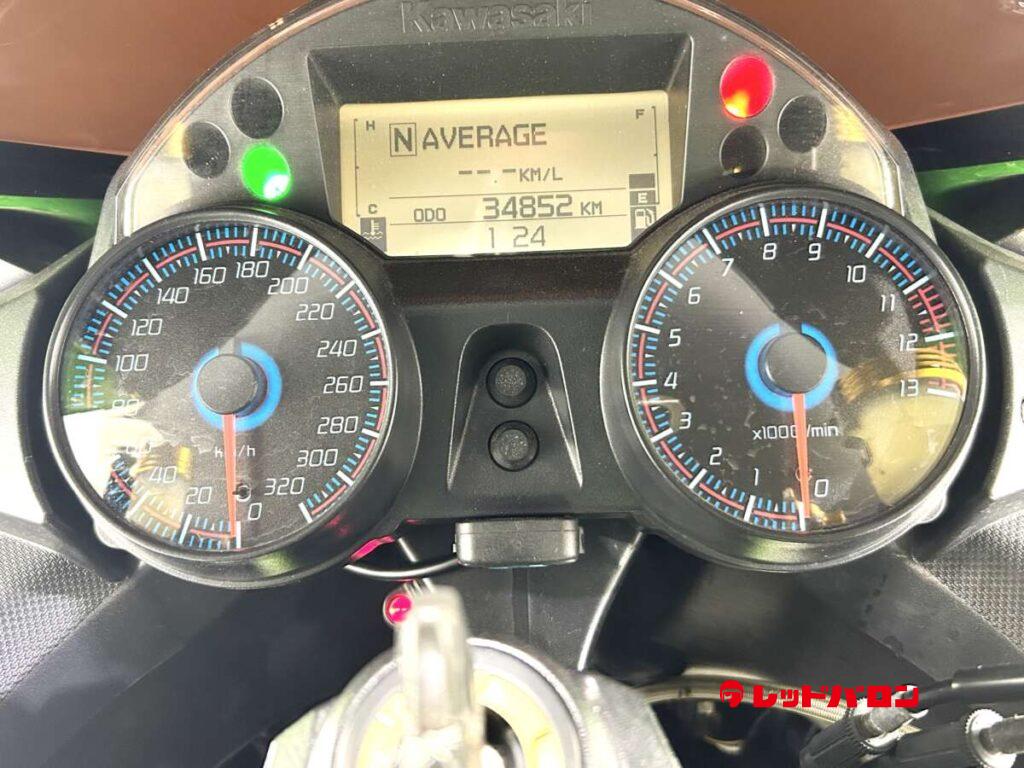 Kawasaki
H
F
N AVERAGE
--.-KM/L
C
E
ODO 34852 KM
1 24
0
20
40
80
100
120
140
160
180
200
220
240
260
280
300
320
km/h
0
1
2
3
4
5
6
7
8
9
10
11
12
13
x1000r/min
レッドバロン